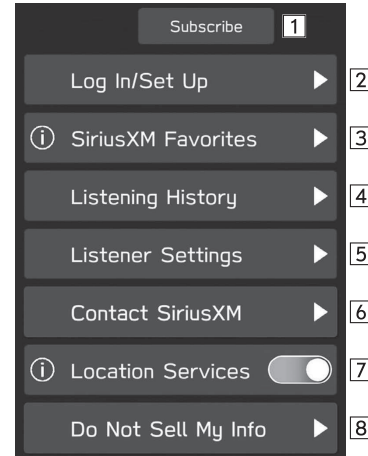 Subscribe 1
Log In/Set Up 2
SiriusXM Favorites 3
Listening History 4
Listener Settings 5
Contact SiriusXM 6
Location Services 7
Do Not Sell My Info 8